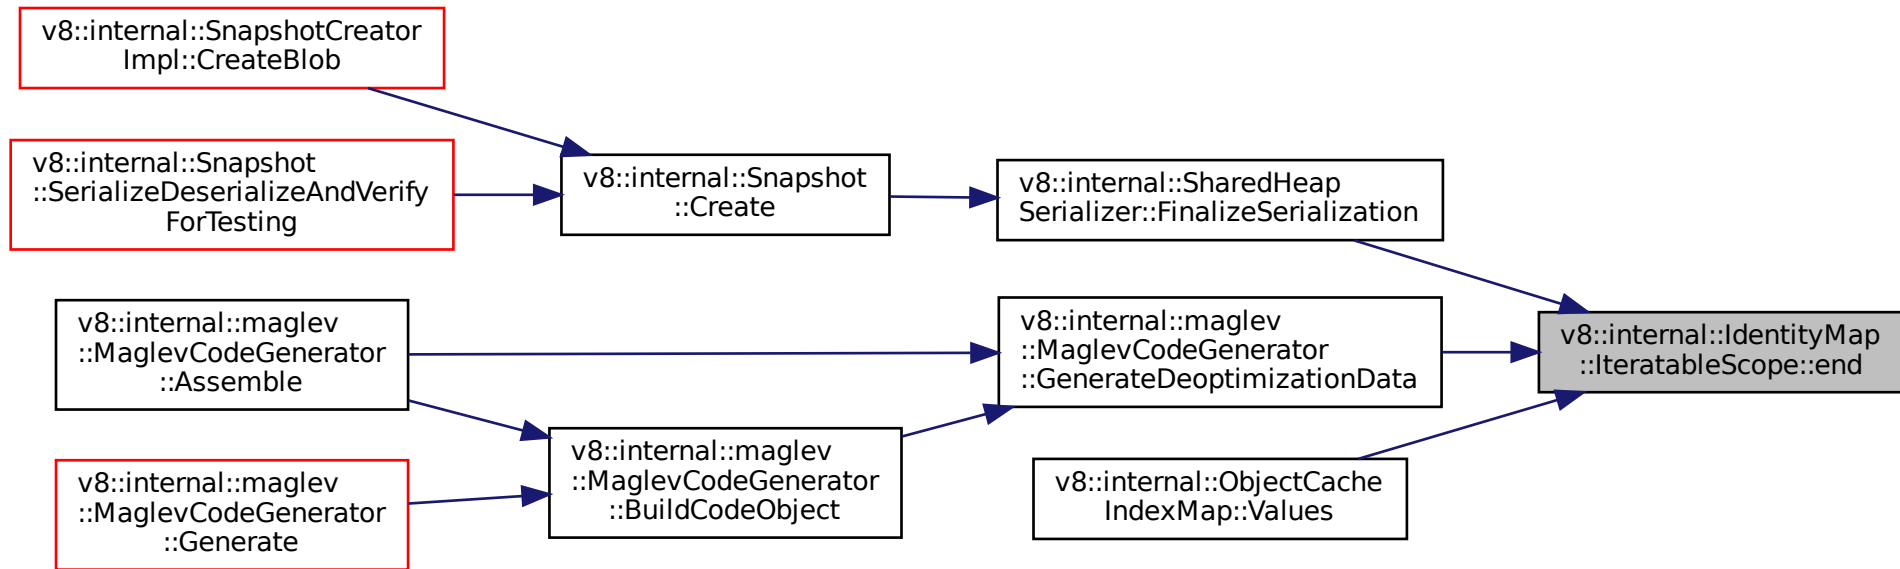 v8::internal::SnapshotCreator
Impl::CreateBlob
v8::internal::Snapshot
::SerializeDeserializeAndVerify
ForTesting
v8::internal::Snapshot
::Create
v8::internal::SharedHeap
Serializer::FinalizeSerialization
v8::internal::maglev
::MaglevCodeGenerator
::Assemble
v8::internal::maglev
::MaglevCodeGenerator
::GenerateDeoptimizationData
v8::internal::IdentityMap
::IteratableScope::end
v8::internal::maglev
::MaglevCodeGenerator
::BuildCodeObject
v8::internal::maglev
::MaglevCodeGenerator
::Generate
v8::internal::ObjectCache
IndexMap::Values